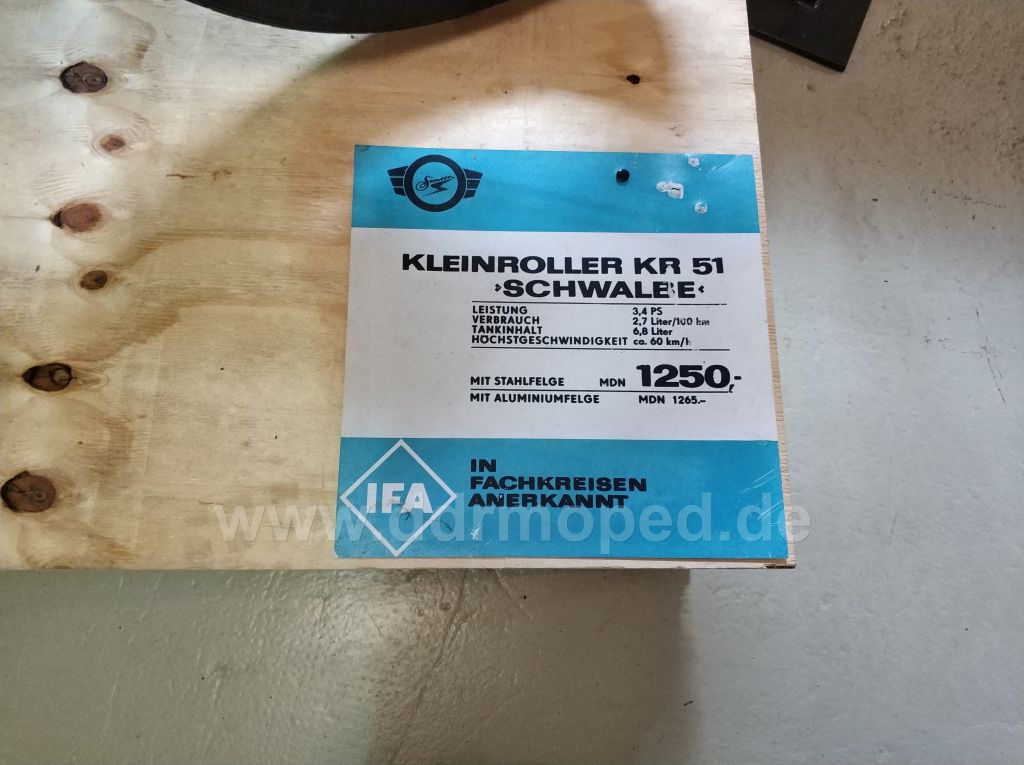 Simson
KLEINROLLER KR 51
»SCHWALBE«
LEISTUNG 3,4 PS
VERBRAUCH 2,7 Liter/100 km
TANKINHALT 6,8 Liter
HÖCHSTGESCHWINDIGKEIT ca. 60 km/h
MIT STAHLFELGE MDN 1250,-
MIT ALUMINIUMFELGE MDN 1265.–
IFA
IN
FACHKREISEN
ANERKANNT
www.ddrmoped.de